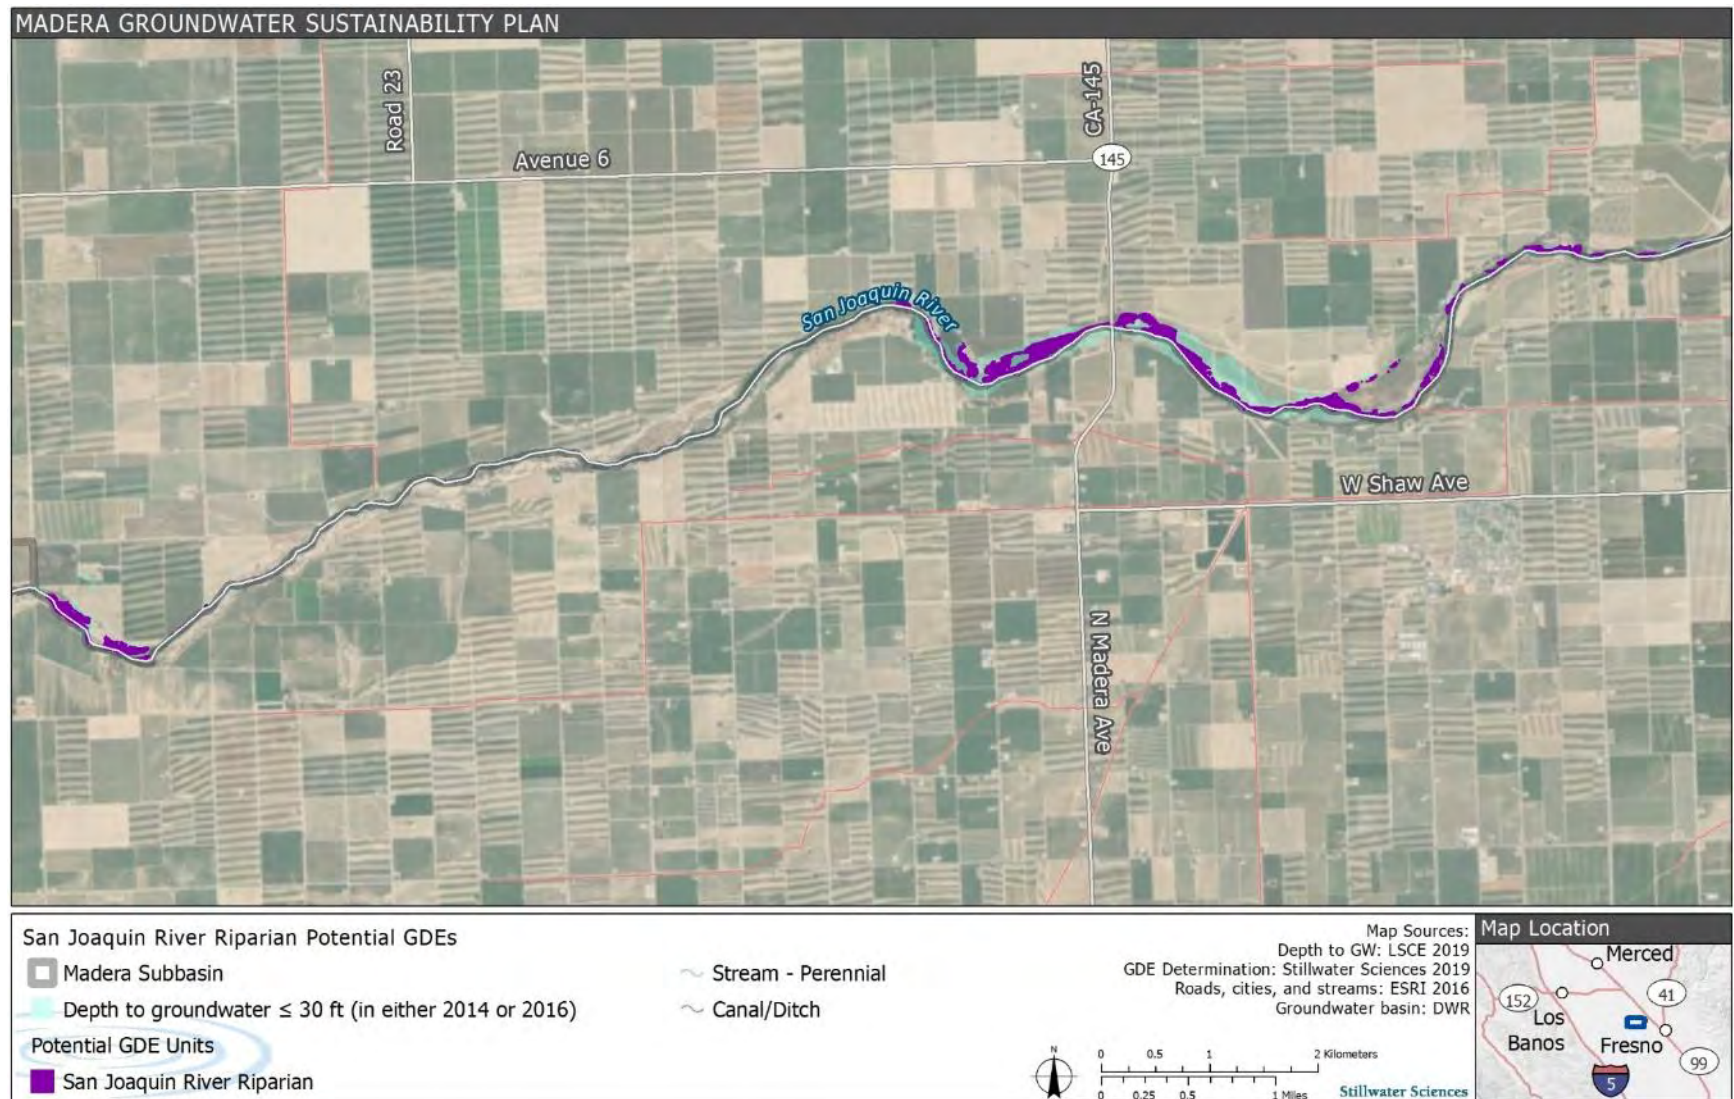 MADERA GROUNDWATER SUSTAINABILITY PLAN
Road 23
CA-145
Avenue 6
145
San Joaquin River
W Shaw Ave
N Madera Ave
San Joaquin River Riparian Potential GDEs
Madera Subbasin
Depth to groundwater ≤ 30 ft (in either 2014 or 2016)
Potential GDE Units
San Joaquin River Riparian
Stream - Perennial
Canal/Ditch
Map Sources:
Depth to GW: LSCE 2019
GDE Determination: Stillwater Sciences 2019
Roads, cities, and streams: ESRI 2016
Groundwater basin: DWR
N
0 0.5 1 2 Kilometers
0 0.25 0.5 1 Miles
Stillwater Sciences
Map Location
Merced
152
41
Los
Banos
Fresno
99
5